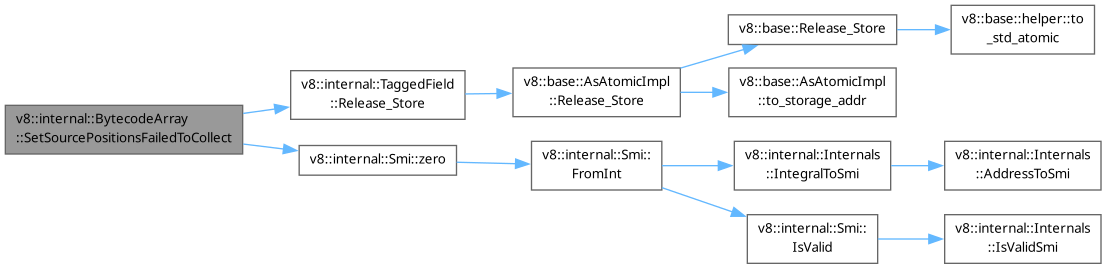 v8::internal::BytecodeArray
::SetSourcePositionsFailedToCollect
v8::internal::TaggedField
::Release_Store
v8::base::AsAtomicImpl
::Release_Store
v8::base::Release_Store
v8::base::helper::to
_std_atomic
v8::base::AsAtomicImpl
::to_storage_addr
v8::internal::Smi::zero
v8::internal::Smi::
FromInt
v8::internal::Internals
::IntegralToSmi
v8::internal::Internals
::AddressToSmi
v8::internal::Smi::
IsValid
v8::internal::Internals
::IsValidSmi